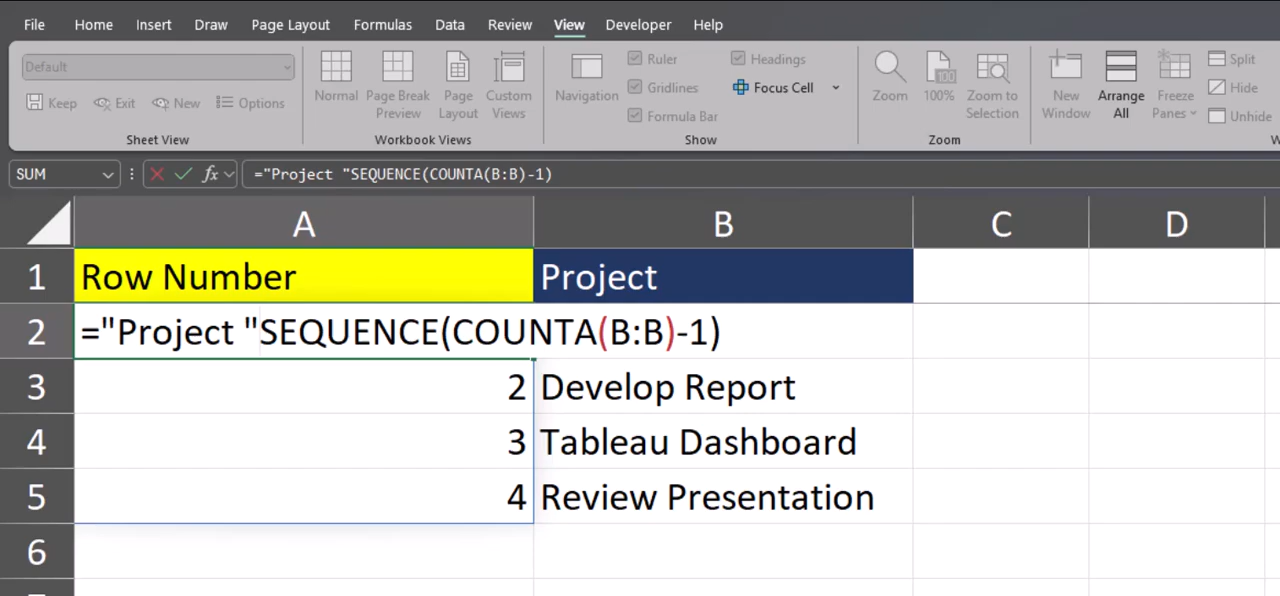 File Home Insert Draw Page Layout Formulas Data Review View Developer Help
Default
Keep Exit New Options
Sheet View
Normal Page Break Preview Page Layout Custom Views
Workbook Views
Navigation
Ruler Headings
Gridlines Focus Cell
Formula Bar
Show
Zoom 100% Zoom to Selection
100
Zoom
New Window Arrange All Freeze Panes
Split
Hide
Unhide
W
SUM fx ="Project "SEQUENCE(COUNTA(B:B)-1)
A B C D
1 Row Number Project
2 ="Project "SEQUENCE(COUNTA(B:B)-1)
3 2 Develop Report
4 3 Tableau Dashboard
5 4 Review Presentation
6